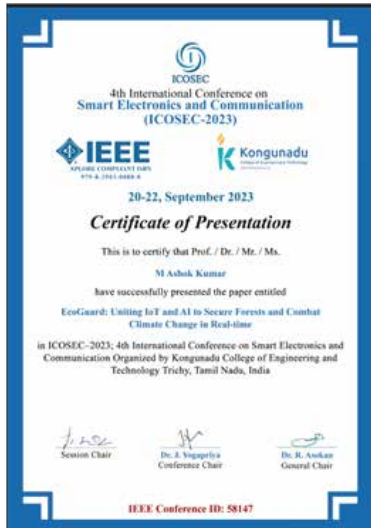 ICOSEC
4th International Conference on
Smart Electronics and Communication
(ICOSEC-2023)
IEEE
XPLORE COMPLIANT ISBN
Kongunadu
20-22, September 2023
Certificate of Presentation
This is to certify that Prof. / Dr. / Mr. / Ms.
M Ashok Kumar
have successfully presented the paper entitled
EcoGuard: Uniting IoT and AI to Secure Forests and Combat
Climate Change in Real-time
in ICOSEC–2023; 4th International Conference on Smart Electronics and
Communication Organized by Kongunadu College of Engineering and
Technology Trichy, Tamil Nadu, India
Session Chair
Dr. J. Yogapriya
Conference Chair
Dr. R. Asokan
General Chair
IEEE Conference ID: 58147